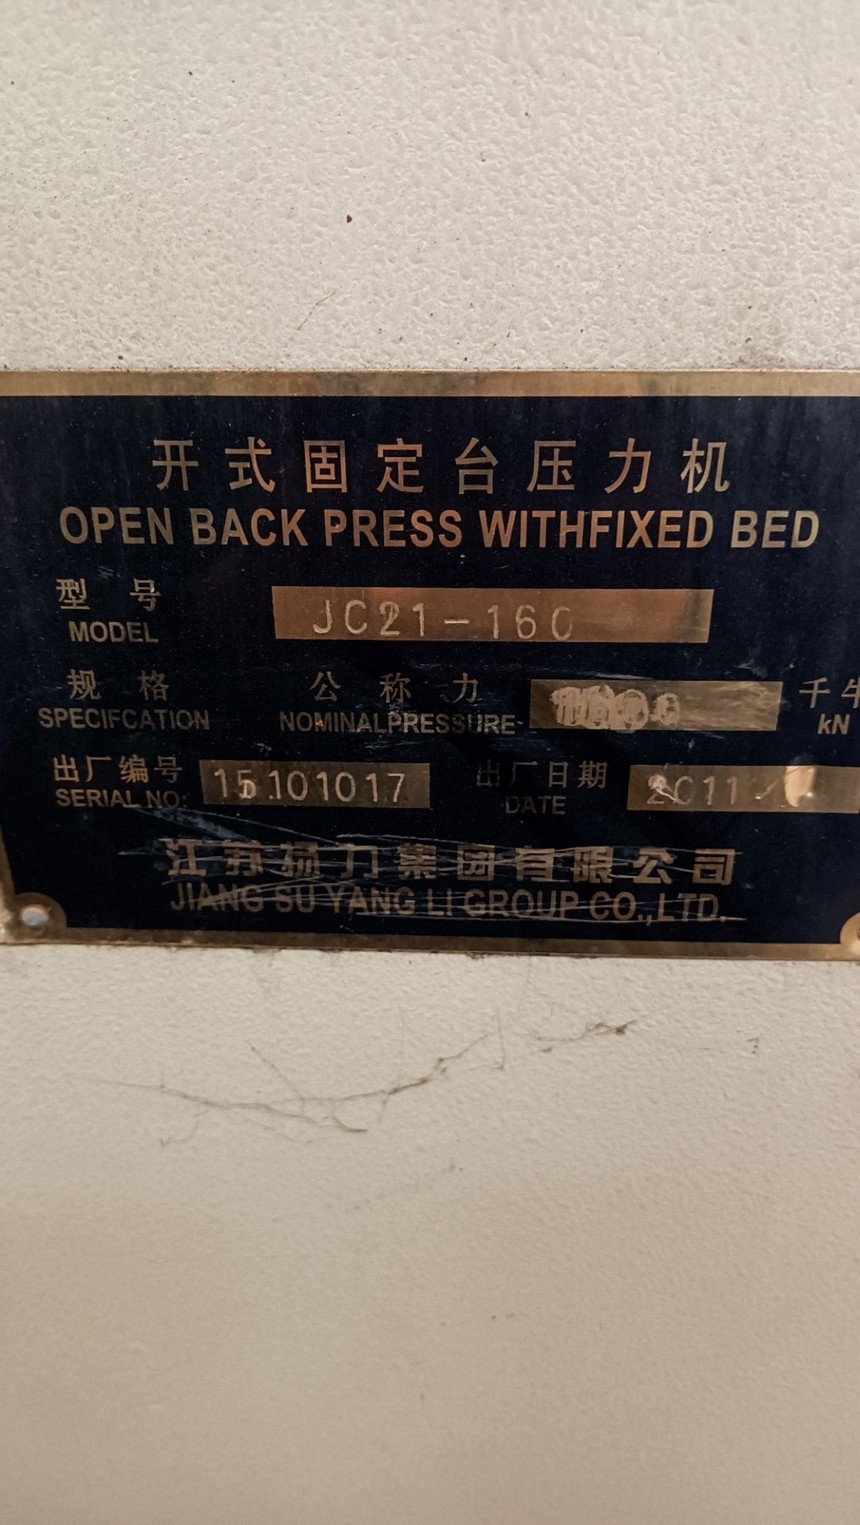 开式固定台压力机
OPEN BACK PRESS WITHFIXED BED
型号 JC21-160
MODEL
规格 公称力 千牛
SPECIFCATION NOMINALPRESSURE kN
出厂编号 15101017 出厂日期 2011
SERIAL NO: DATE
江苏扬力集团有限公司
JIANG SU YANG LI GROUP CO.,LTD.